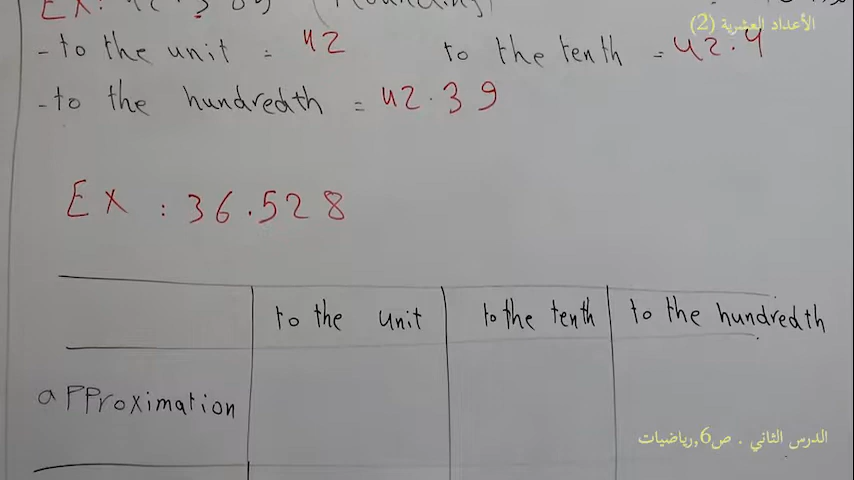 الأعداد العشرية (2)
- to the unit = 42 to the tenth = 42.4
- to the hundredth = 42.39
Ex : 36.528
to the unit to the tenth to the hundredth
approximation
الدرس الثاني . ص6,رياضيات